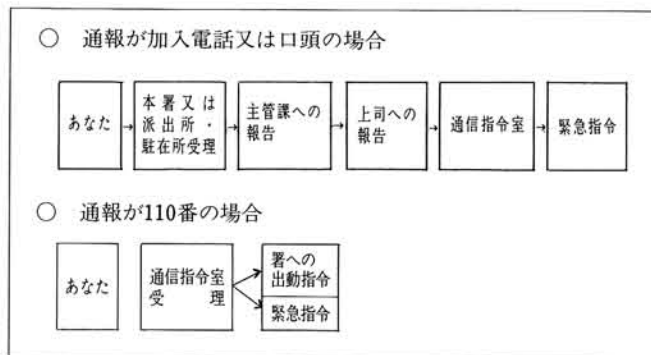 ○ 通報が加入電話又は口頭の場合
あなた
本署又は
派出所・
駐在所受理
主管課への
報告
上司への
報告
通信指令室
緊急指令
○ 通報が110番の場合
あなた
通信指令室
受理
署への
出動指令
緊急指令